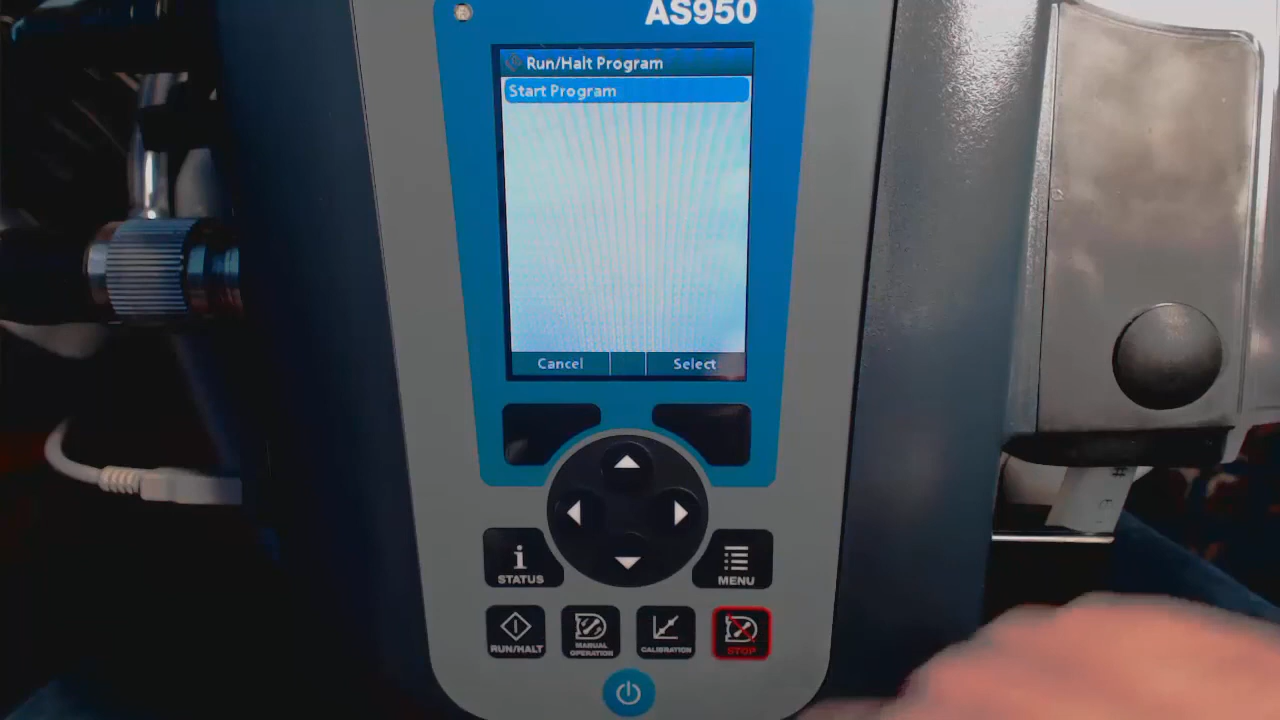 AS950
Run/Halt Program
Start Program
Cancel
Select
STATUS
MENU
RUN/HALT
MANUAL
OPERATION
CALIBRATION
STOP